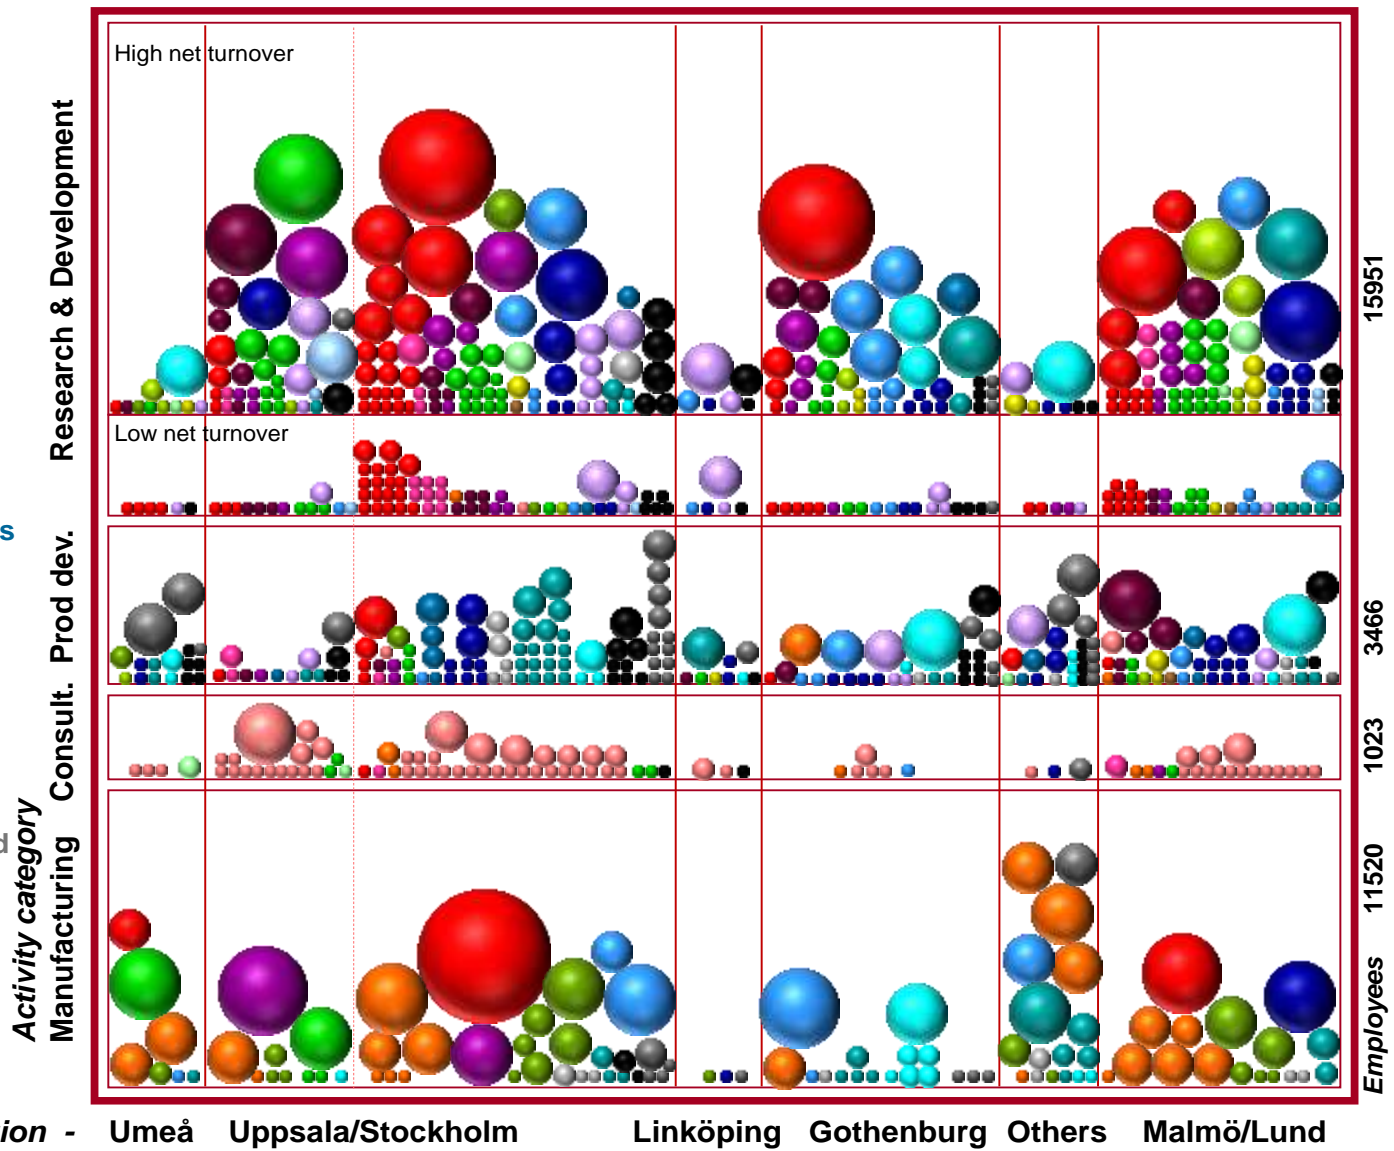 High net turnover
Research & Development
15951
Low net turnover
s
Prod dev.
3466
Consult.
1023
d
Activity category
Manufacturing
11520
Employees
ion - Umeå Uppsala/Stockholm Linköping Gothenburg Others Malmö/Lund